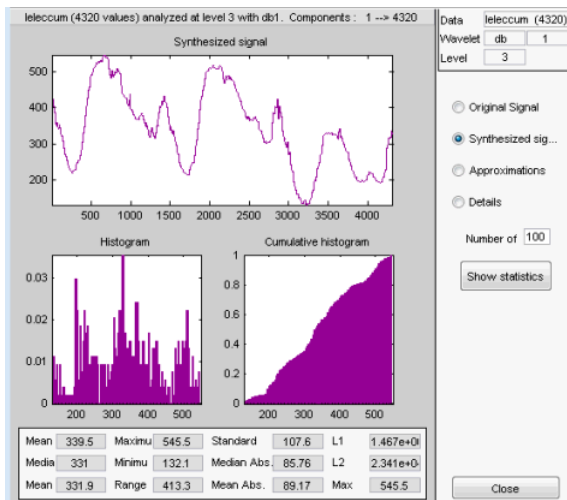 leleccum (4320 values) analyzed at level 3 with db1. Components : 1 --> 4320
Synthesized signal
500
400
300
200
500 1000 1500 2000 2500 3000 3500 4000
Histogram
0.03
0.02
0.01
0
200 300 400 500
Cumulative histogram
1
0.8
0.6
0.4
0.2
0
200 300 400 500
Mean 339.5 Maximu 545.5 Standard 107.6 L1 1.467e+0
Media 331 Minimu 132.1 Median Abs. 85.76 L2 2.341e+0
Mean 331.9 Range 413.3 Mean Abs. 89.17 Max 545.5
Data leleccum (4320)
Wavelet db 1
Level 3
Original Signal
Synthesized sig...
Approximations
Details
Number of 100
Show statistics
Close